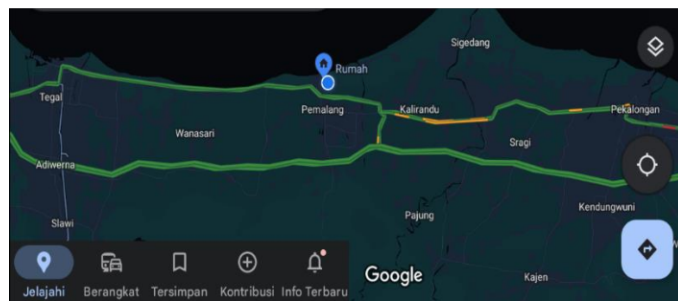 Sigedang
Rumah
Tegal
Pemalang
Kalirandu
Pekalongan
Wanasari
Sragi
Adiwerna
Kendungwuni
Pajung
Slawi
Google
Kajen
Jelajahi
Berangkat
Tersimpan
Kontribusi
Info Terbaru